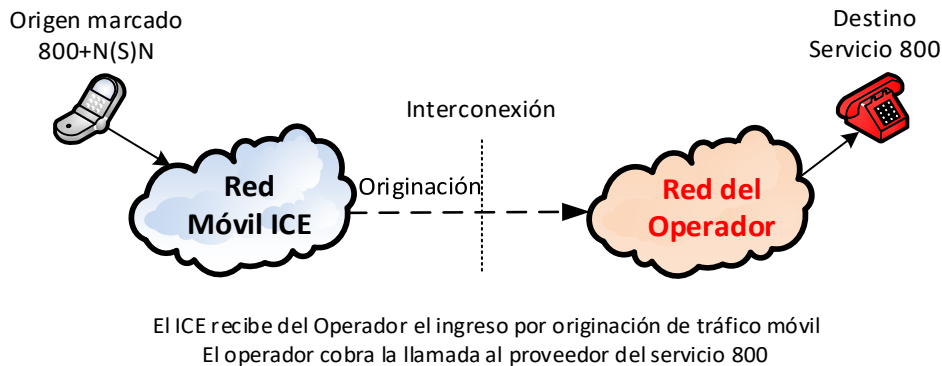 Origen marcado
800+N(S)N
Destino
Servicio 800
Interconexión
Red
Móvil ICE
Originación
Red del
Operador
El ICE recibe del Operador el ingreso por originación de tráfico móvil
El operador cobra la llamada al proveedor del servicio 800